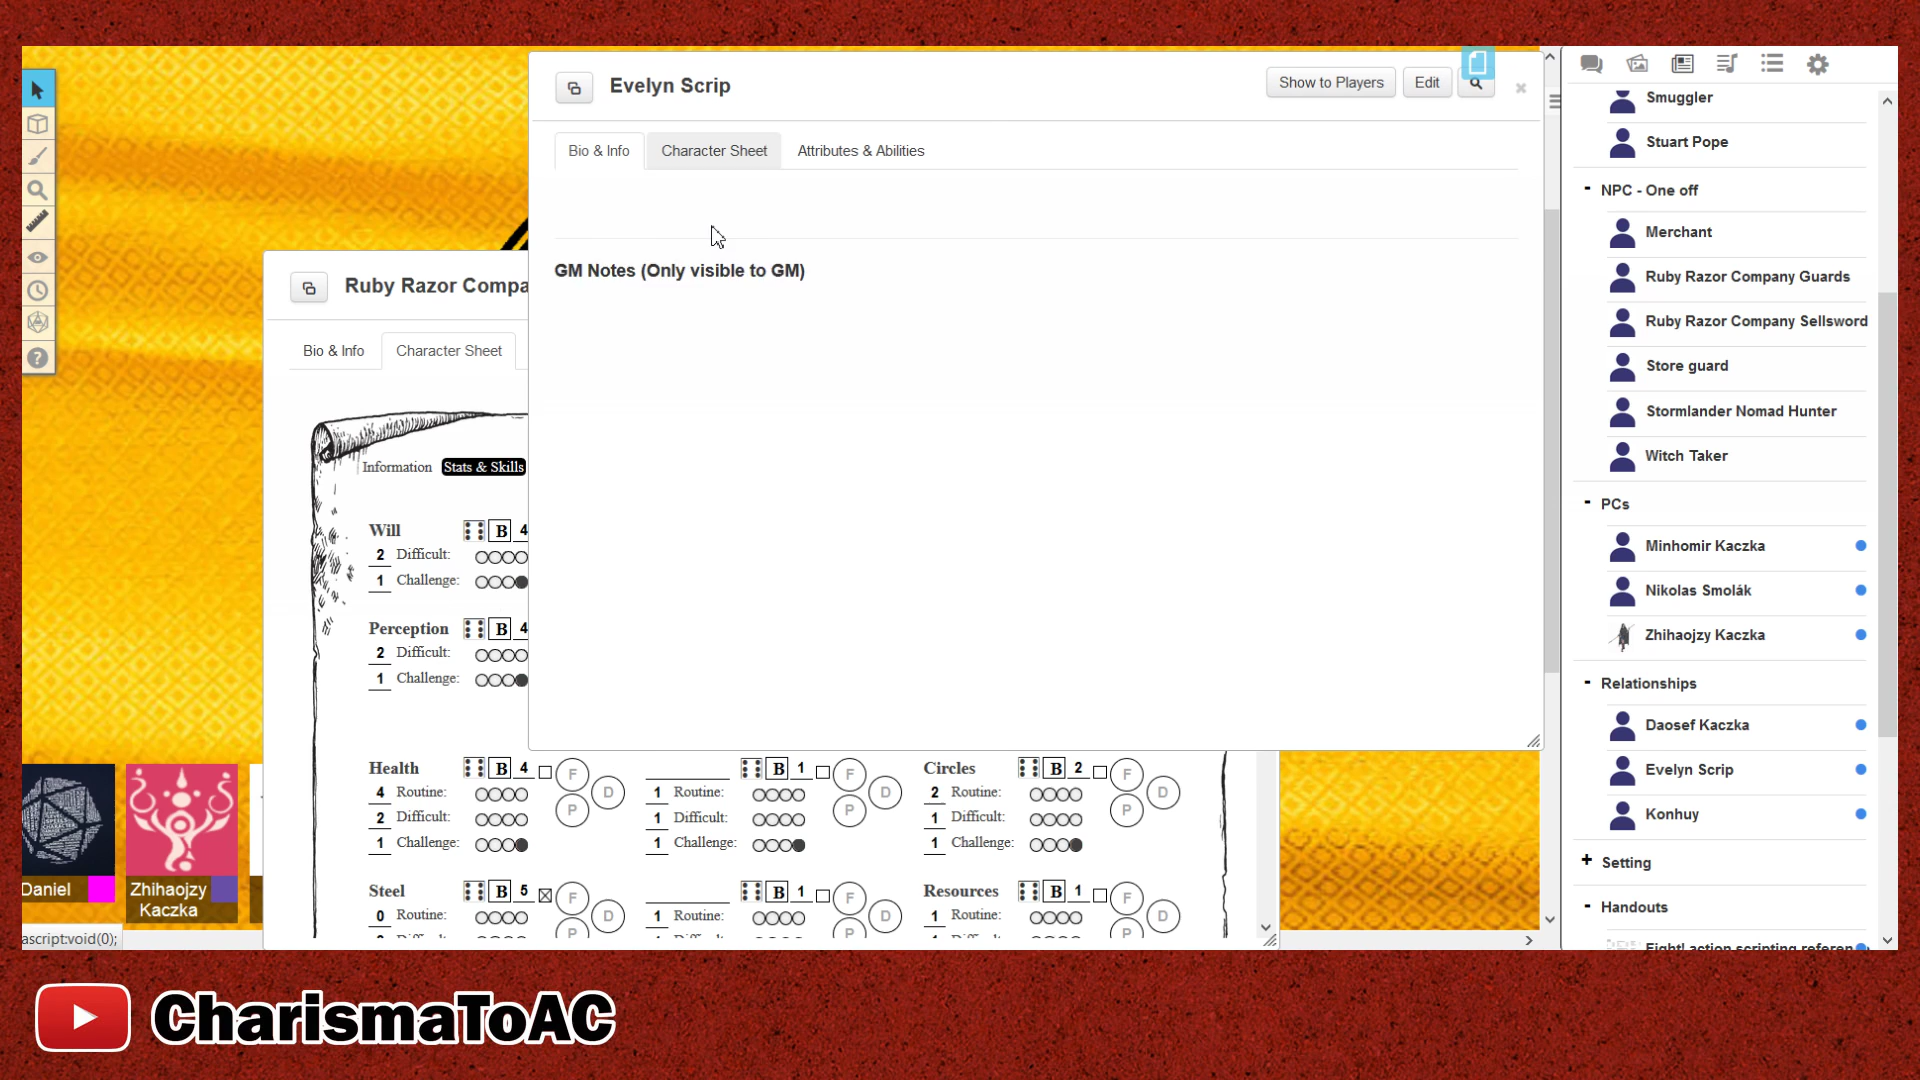 Evelyn Scrip
Show to Players
Edit
Bio & Info
Character Sheet
Attributes & Abilities
GM Notes (Only visible to GM)
Ruby Razor Compa
Bio & Info
Character Sheet
Information
Stats & Skills
Will B 4
2 Difficult:
1 Challenge:
Perception B 4
2 Difficult:
1 Challenge:
Health B 4 F D P
4 Routine:
2 Difficult:
1 Challenge:
B 1 F D P
1 Routine:
1 Difficult:
1 Challenge:
Circles B 2 F D P
2 Routine:
1 Difficult:
1 Challenge:
Steel B 5 F D P
0 Routine:
B 1 F D P
1 Routine:
Resources B 1 F D P
1 Routine:
Daniel
Zhihaojzy
Kaczka
ascript:void(0);
Smuggler
Stuart Pope
- NPC - One off
Merchant
Ruby Razor Company Guards
Ruby Razor Company Sellsword
Store guard
Stormlander Nomad Hunter
Witch Taker
- PCs
Minhomir Kaczka
Nikolas Smolák
Zhihaojzy Kaczka
- Relationships
Daosef Kaczka
Evelyn Scrip
Konhuy
+ Setting
- Handouts
Fight! action scripting referen
CharismaToAC